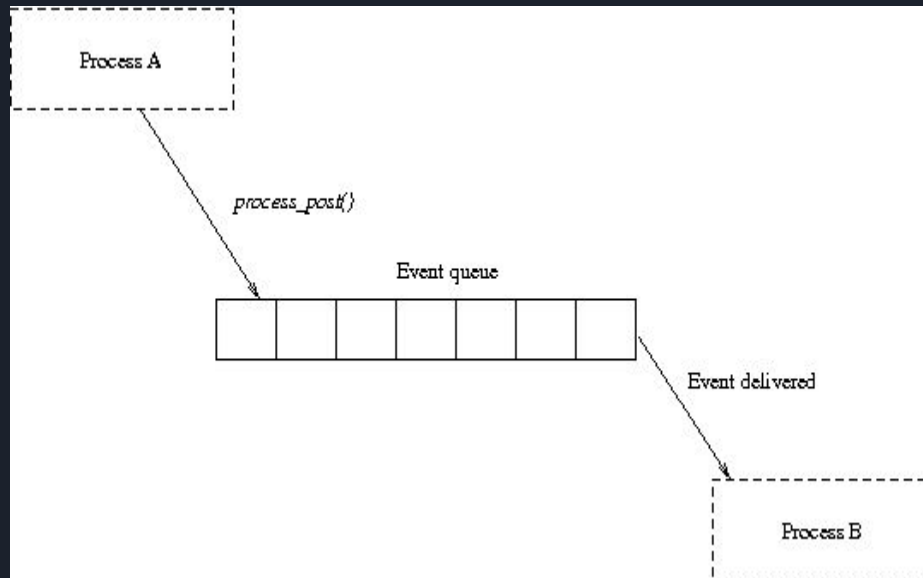 Process A
process_post()
Event queue
Event delivered
Process B